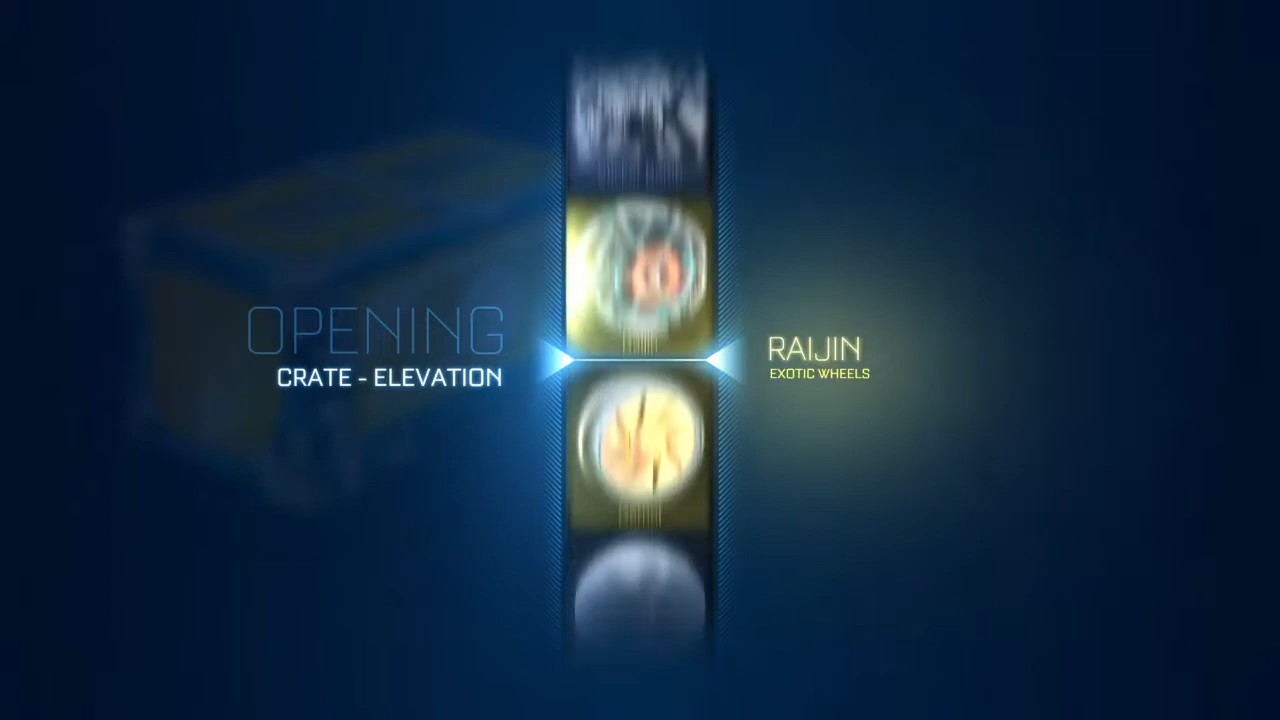 OPENING
CRATE - ELEVATION
RAIJIN
EXOTIC WHEELS